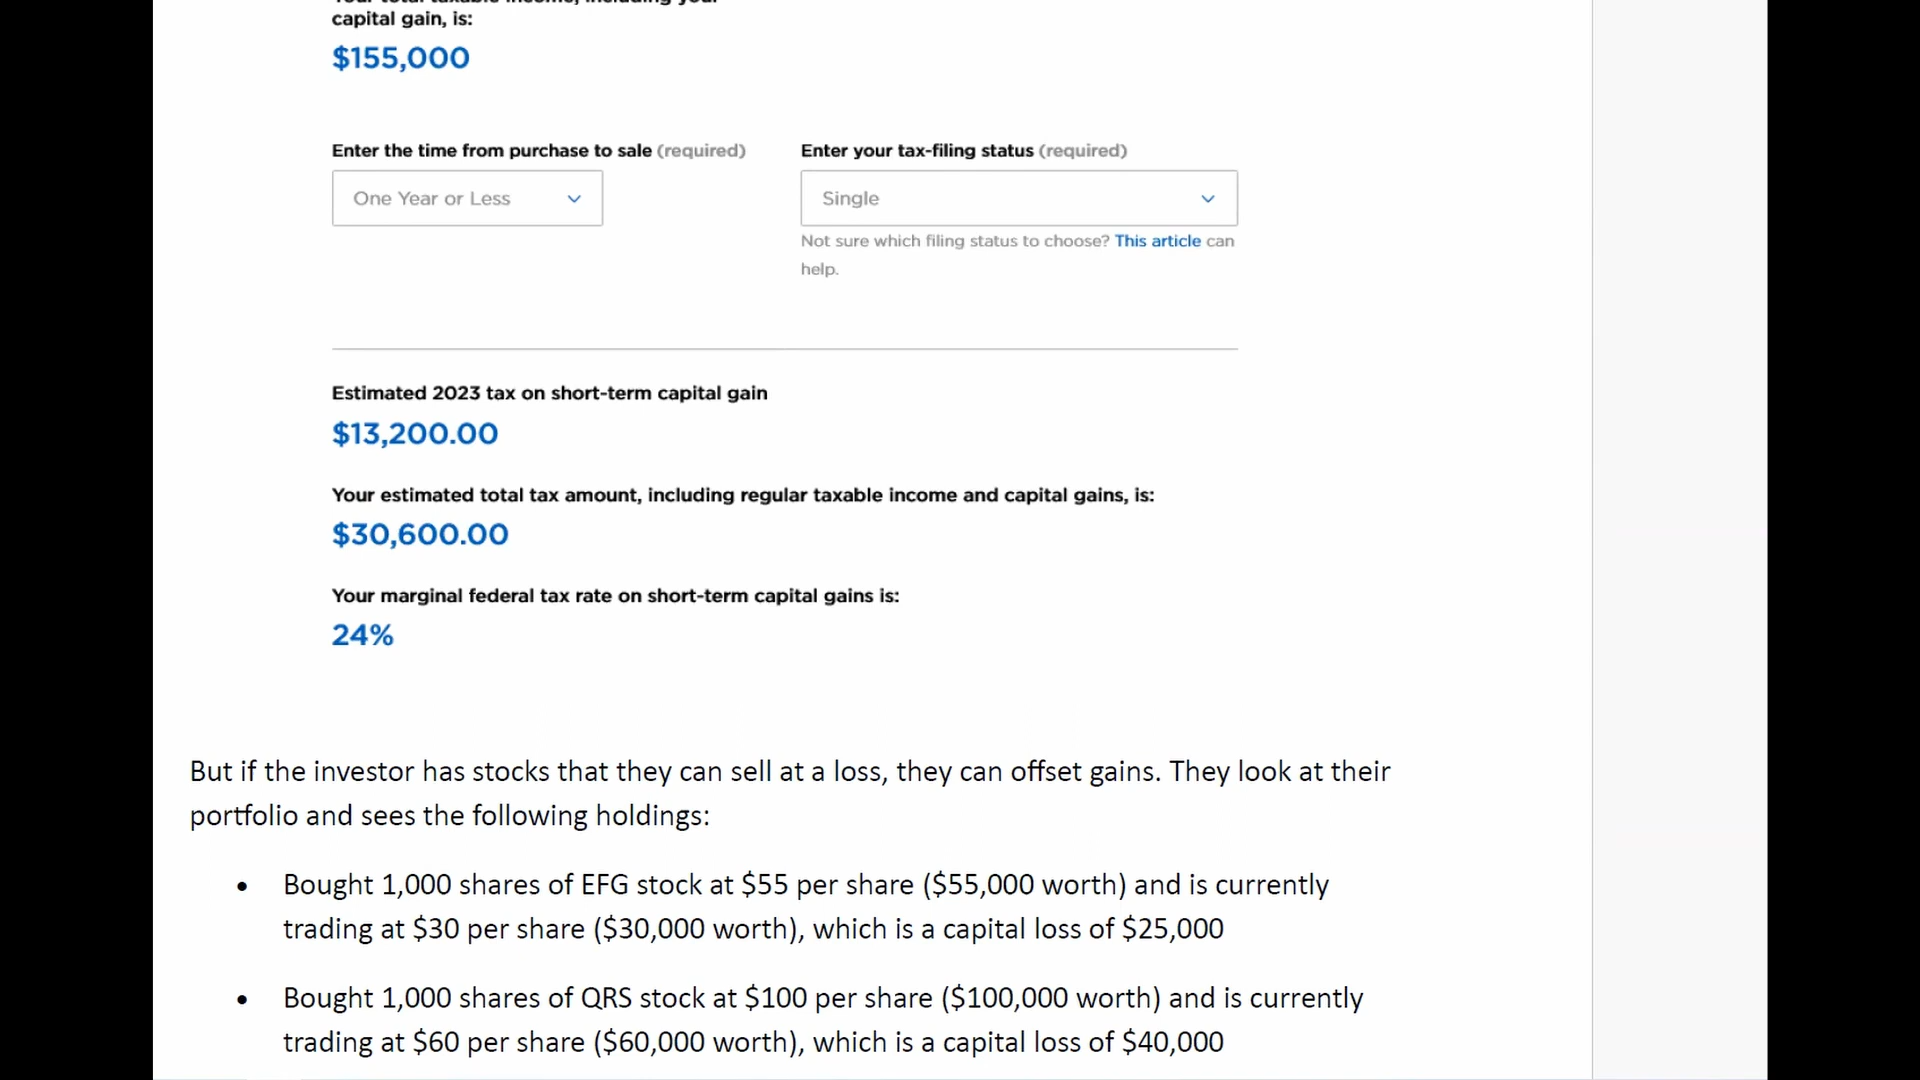 Your total taxable income, including your
capital gain, is:
$155,000
Enter the time from purchase to sale (required)
One Year or Less
Enter your tax-filing status (required)
Single
Not sure which filing status to choose? This article can
help.
Estimated 2023 tax on short-term capital gain
$13,200.00
Your estimated total tax amount, including regular taxable income and capital gains, is:
$30,600.00
Your marginal federal tax rate on short-term capital gains is:
24%
But if the investor has stocks that they can sell at a loss, they can offset gains. They look at their
portfolio and sees the following holdings:
• Bought 1,000 shares of EFG stock at $55 per share ($55,000 worth) and is currently
trading at $30 per share ($30,000 worth), which is a capital loss of $25,000
• Bought 1,000 shares of QRS stock at $100 per share ($100,000 worth) and is currently
trading at $60 per share ($60,000 worth), which is a capital loss of $40,000